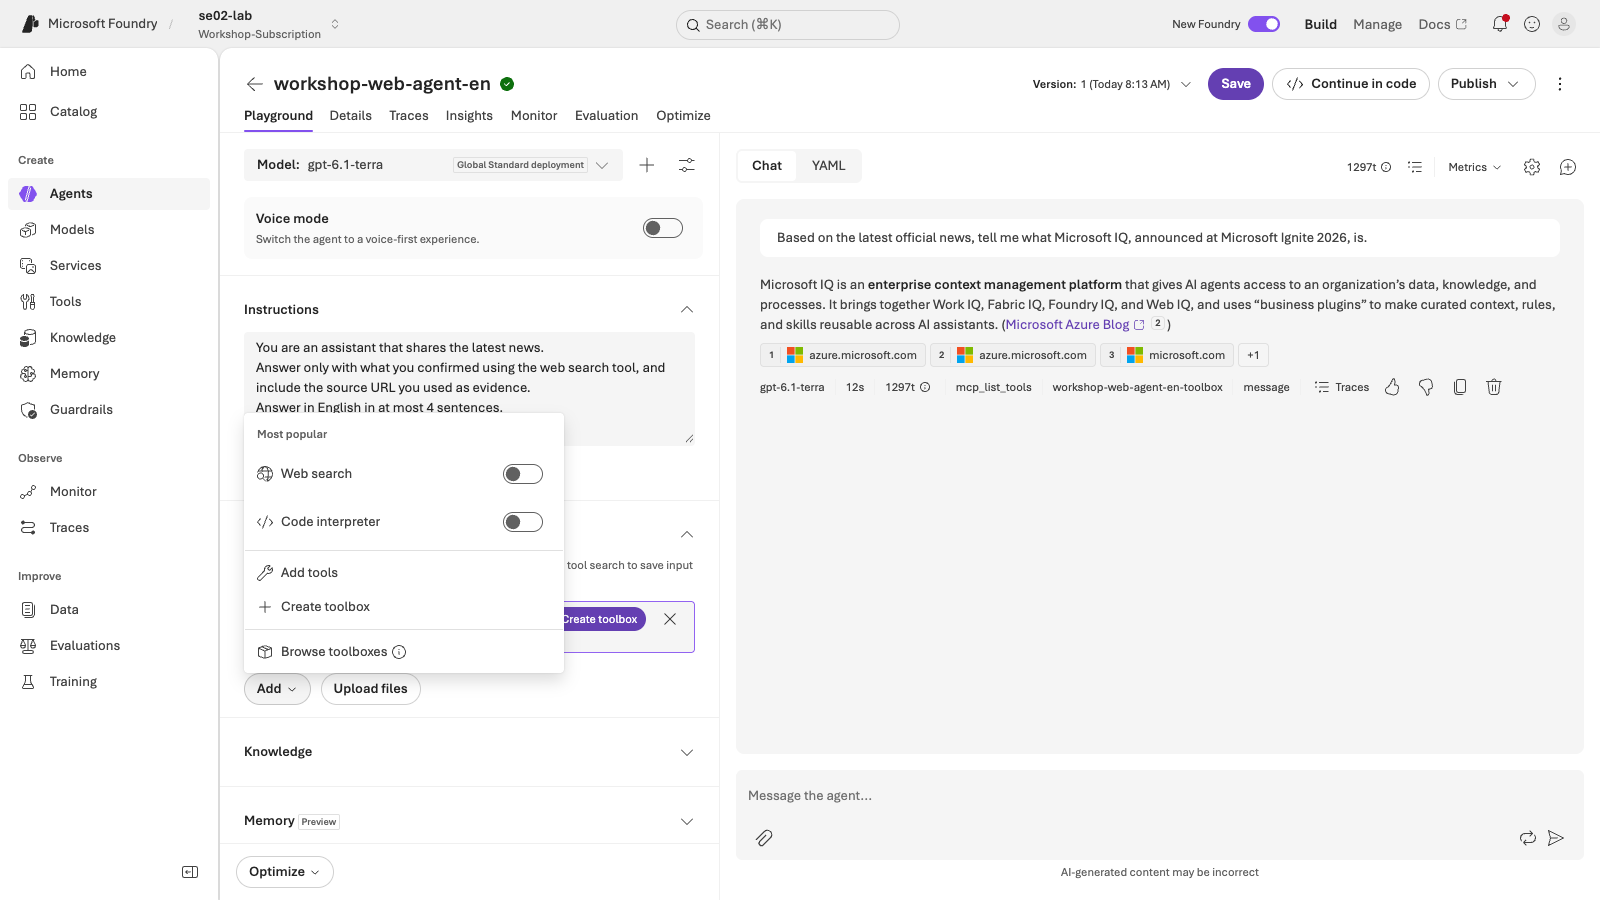 Microsoft Foundry
/
se02-lab
Workshop-Subscription
Search (⌘K)
New Foundry
Build
Manage
Docs
Home
Catalog
Create
Agents
Models
Services
Tools
Knowledge
Memory
Guardrails
Observe
Monitor
Traces
Improve
Data
Evaluations
Training
workshop-web-agent-en
Version: 1 (Today 8:13 AM)
Save
Continue in code
Publish
Playground
Details
Traces
Insights
Monitor
Evaluation
Optimize
Model: gpt-6.1-terra
Global Standard deployment
Voice mode
Switch the agent to a voice-first experience.
Instructions
You are an assistant that shares the latest news.
Answer only with what you confirmed using the web search tool, and
include the source URL you used as evidence.
Answer in English in at most 4 sentences.
Most popular
Web search
Code interpreter
Add tools
Create toolbox
Browse toolboxes
tool search to save input
Create toolbox
Add
Upload files
Knowledge
Memory Preview
Optimize
Chat
YAML
1297t
Metrics
Based on the latest official news, tell me what Microsoft IQ, announced at Microsoft Ignite 2026, is.
Microsoft IQ is an enterprise context management platform that gives AI agents access to an organization’s data, knowledge, and
processes. It brings together Work IQ, Fabric IQ, Foundry IQ, and Web IQ, and uses “business plugins” to make curated context, rules,
and skills reusable across AI assistants. (Microsoft Azure Blog 2 )
1 azure.microsoft.com
2 azure.microsoft.com
3 microsoft.com
+1
gpt-6.1-terra
12s
1297t
mcp_list_tools
workshop-web-agent-en-toolbox
message
Traces
Message the agent...
AI-generated content may be incorrect